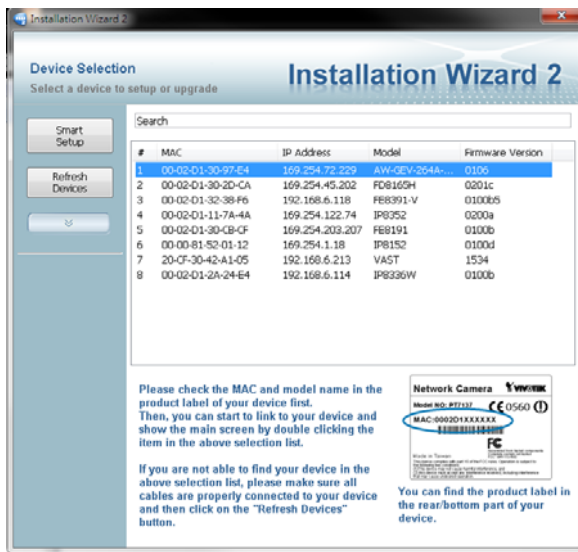 Installation Wizard 2
Device Selection
Select a device to setup or upgrade
Installation Wizard 2
Smart
Setup
Refresh
Devices
Search
# MAC IP Address Model Firmware Version
1 00-02-D1-30-97-E4 169.254.72.229 AW-GEV-264A-... 0106
2 00-02-D1-30-2D-CA 169.254.45.202 FD8165H 0201c
3 00-02-D1-32-38-F6 192.168.6.118 FE8391-V 0100b5
4 00-02-D1-11-7A-4A 169.254.122.74 IP8352 0200a
5 00-02-D1-30-CB-CF 169.254.203.207 FE8191 0100b
6 00-00-81-52-01-12 169.254.1.18 IP8152 0100d
7 20-CF-30-42-A1-05 192.168.6.213 VAST 1534
8 00-02-D1-2A-24-E4 192.168.6.114 IP8336W 0100b
Please check the MAC and model name in the
product label of your device first.
Then, you can start to link to your device and
show the main screen by double clicking the
item in the above selection list.
If you are not able to find your device in the
above selection list, please make sure all
cables are properly connected to your device
and then click on the "Refresh Devices"
button.
Network Camera VIVOTEK
Model NO: PT7137 CE 0560
MAC:0002D1XXXXXX
FC
Made in Taiwan
You can find the product label in
the rear/bottom part of your
device.